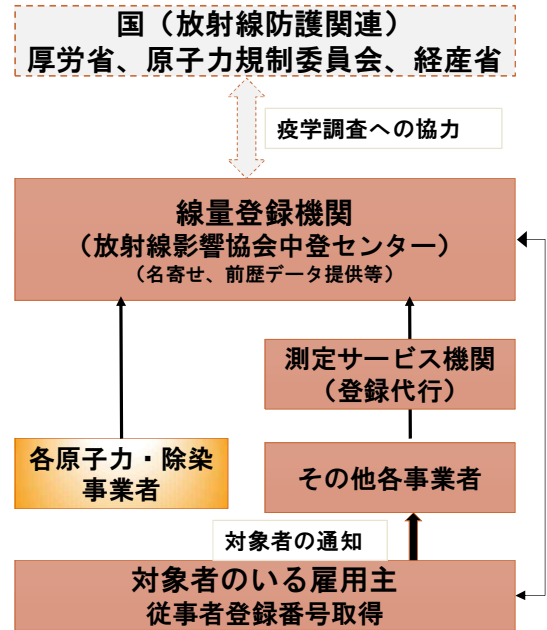 国（放射線防護関連）
厚労省、原子力規制委員会、経産省
疫学調査への協力
線量登録機関
（放射線影響協会中登センター）
（名寄せ、前歴データ提供等）
測定サービス機関
（登録代行）
各原子力・除染
事業者
その他各事業者
対象者の通知
対象者のいる雇用主
従事者登録番号取得